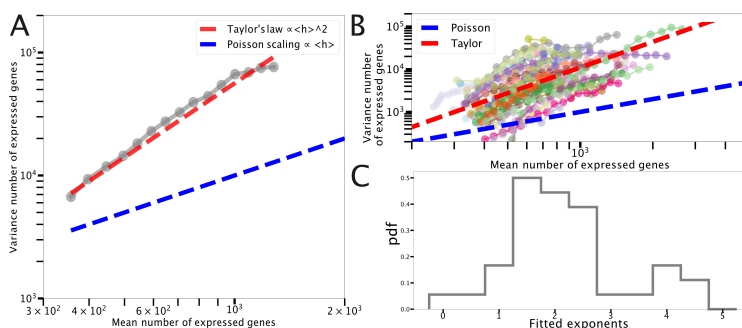 A
Taylor's law ∝<h>^2
Poisson scaling ∝ <h>
10^5
10^4
10^3
Variance number of expressed genes
3 × 10^2
4 × 10^2
6 × 10^2
10^3
2 × 10^3
Mean number of expressed genes
B
Poisson
Taylor
10^5
10^4
10^3
Variance number
of expressed genes
10^3
Mean number of expressed genes
C
0.5
0.4
0.3
0.2
0.1
0.0
pdf
0 1 2 3 4 5
Fitted exponents